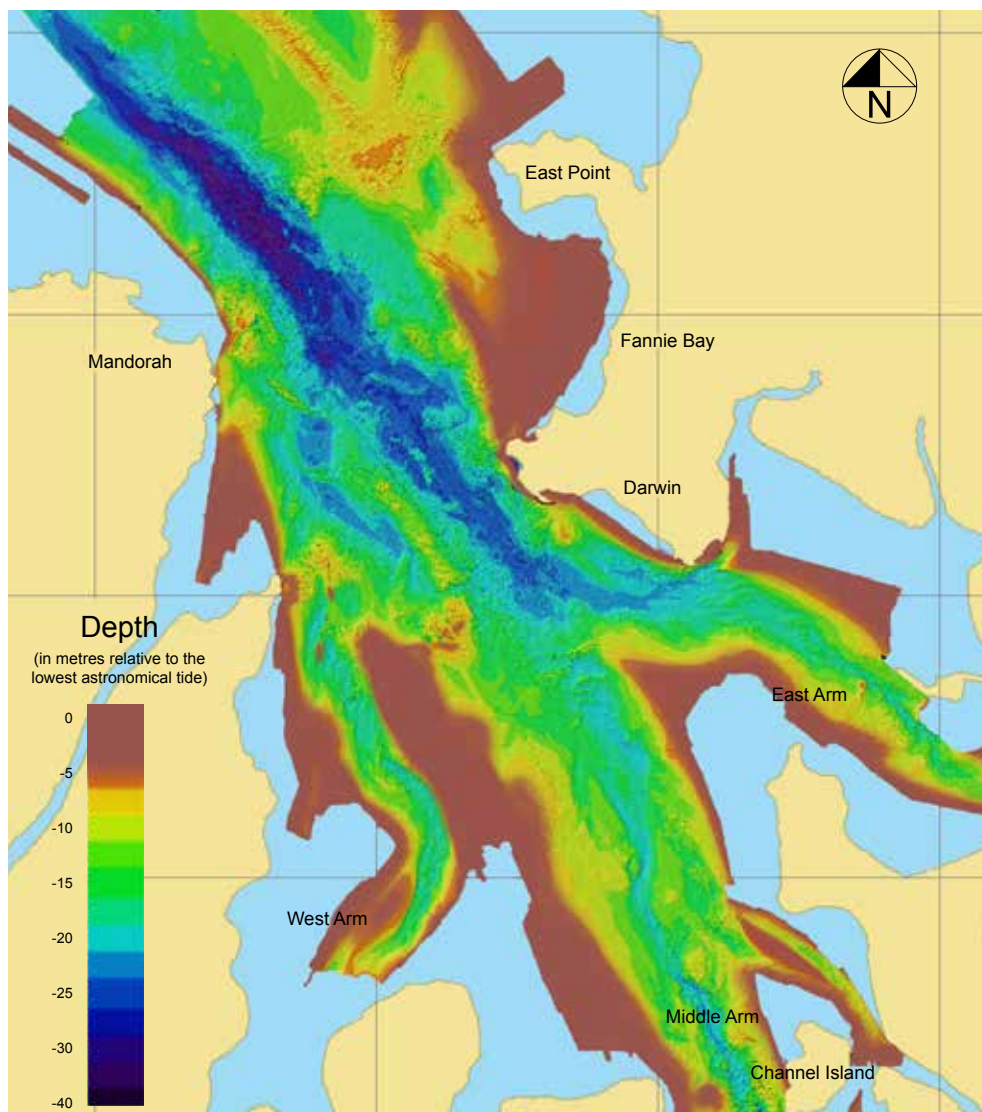 N
East Point
Fannie Bay
Mandorah
Darwin
Depth
(in metres relative to the
lowest astronomical tide)
0
-5
-10
-15
-20
-25
-30
-40
East Arm
West Arm
Middle Arm
Channel Island